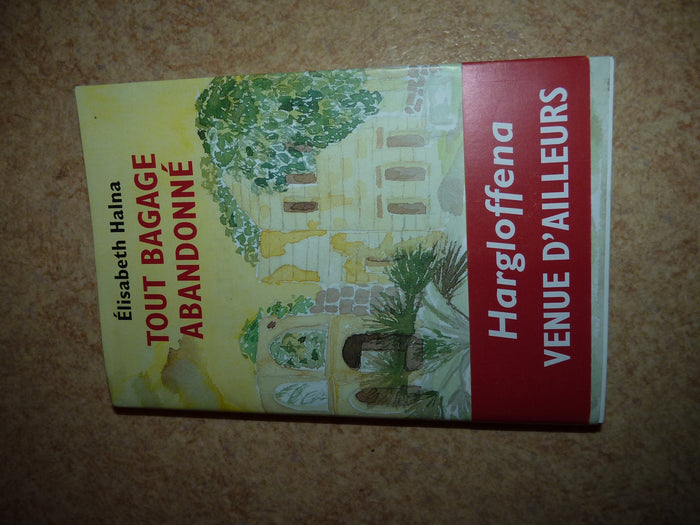 Élisabeth Halna
TOUT BAGAGE
ABANDONNÉ
Hargloffena
VENUE D'AILLEURS